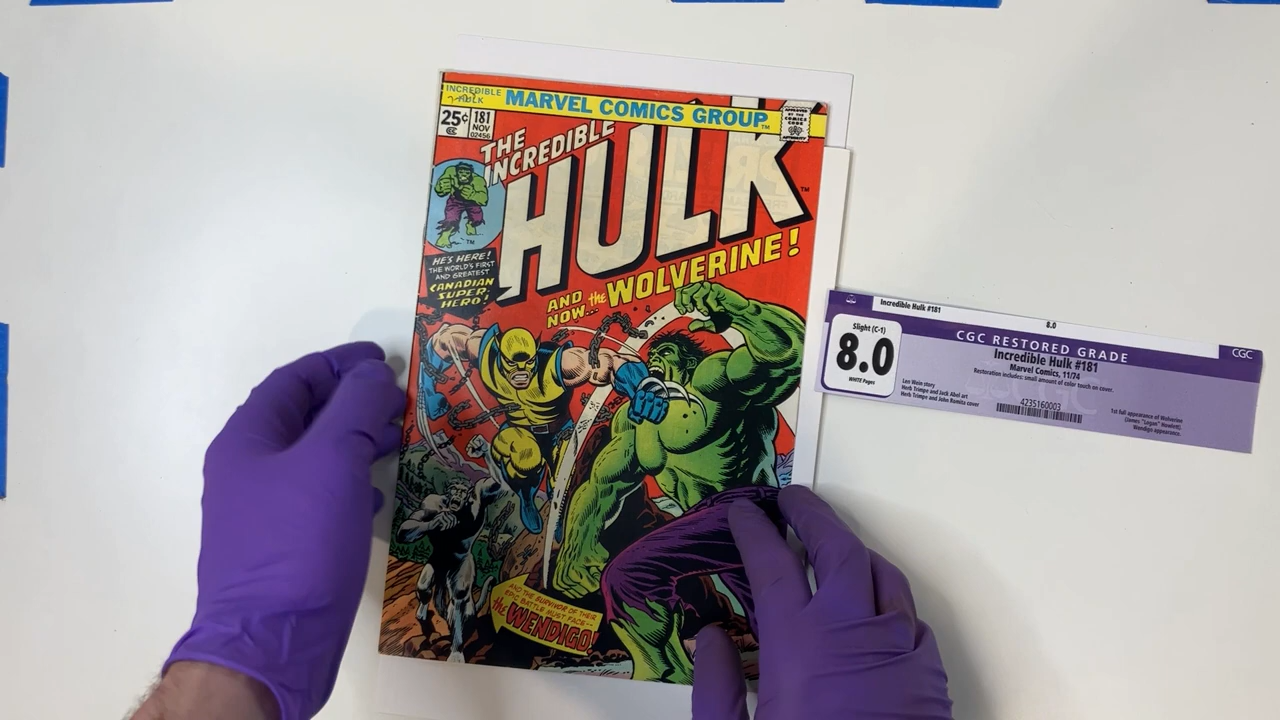 INCREDIBLE
HULK
MARVEL COMICS GROUP™
25¢
181
NOV
02456
CC
APPROVED
BY THE
COMICS
CODE
AUTHORITY
THE
INCREDIBLE
HULK™
TM
HE'S HERE!
THE WORLD'S FIRST
AND GREATEST
CANADIAN
SUPER-
HERO!
AND
NOW... the WOLVERINE!
AND THE SURVIVOR OF THEIR
EPIC BATTLE MUST FACE--
the WENDIGO!
Incredible Hulk #181
8.0
CGC RESTORED GRADE
CGC
Slight (C-1)
8.0
WHITE Pages
Incredible Hulk #181
Marvel Comics, 11/74
Restoration includes: small amount of color touch on cover.
Len Wein story
Herb Trimpe and Jack Abel art
Herb Trimpe and John Romita cover
4235160003
1st full appearance of Wolverine
(James "Logan" Howlett).
Wendigo appearance.